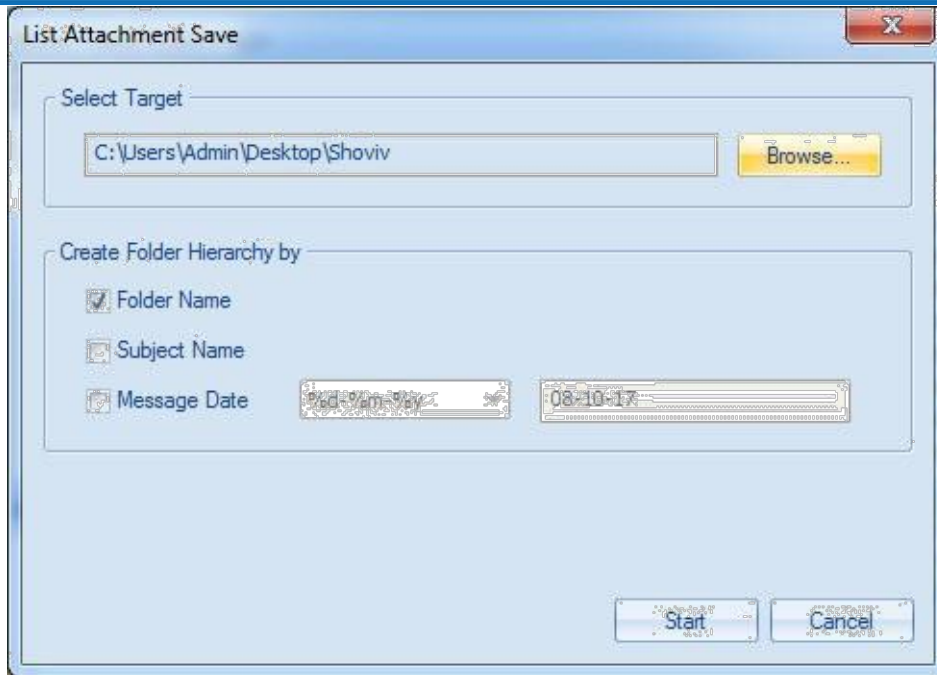 List Attachment Save
Select Target
C:\Users\Admin\Desktop\Shoviv
Browse...
Create Folder Hierarchy by
Folder Name
Subject Name
Message Date %d-%m-%y 08-10-17
Start Cancel